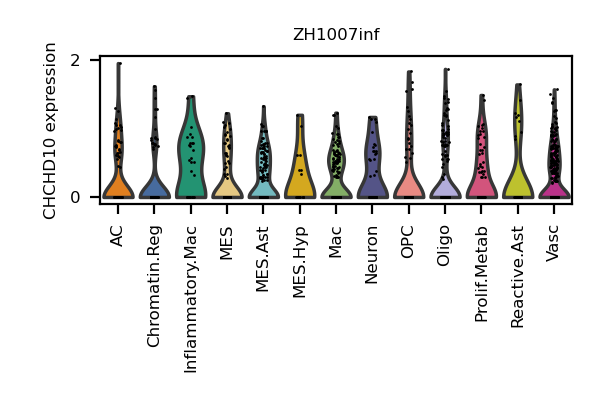 ZH1007inf
CHCHD10 expression
2
0
AC
Chromatin.Reg
Inflammatory.Mac
MES
MES.Ast
MES.Hyp
Mac
Neuron
OPC
Oligo
Prolif.Metab
Reactive.Ast
Vasc